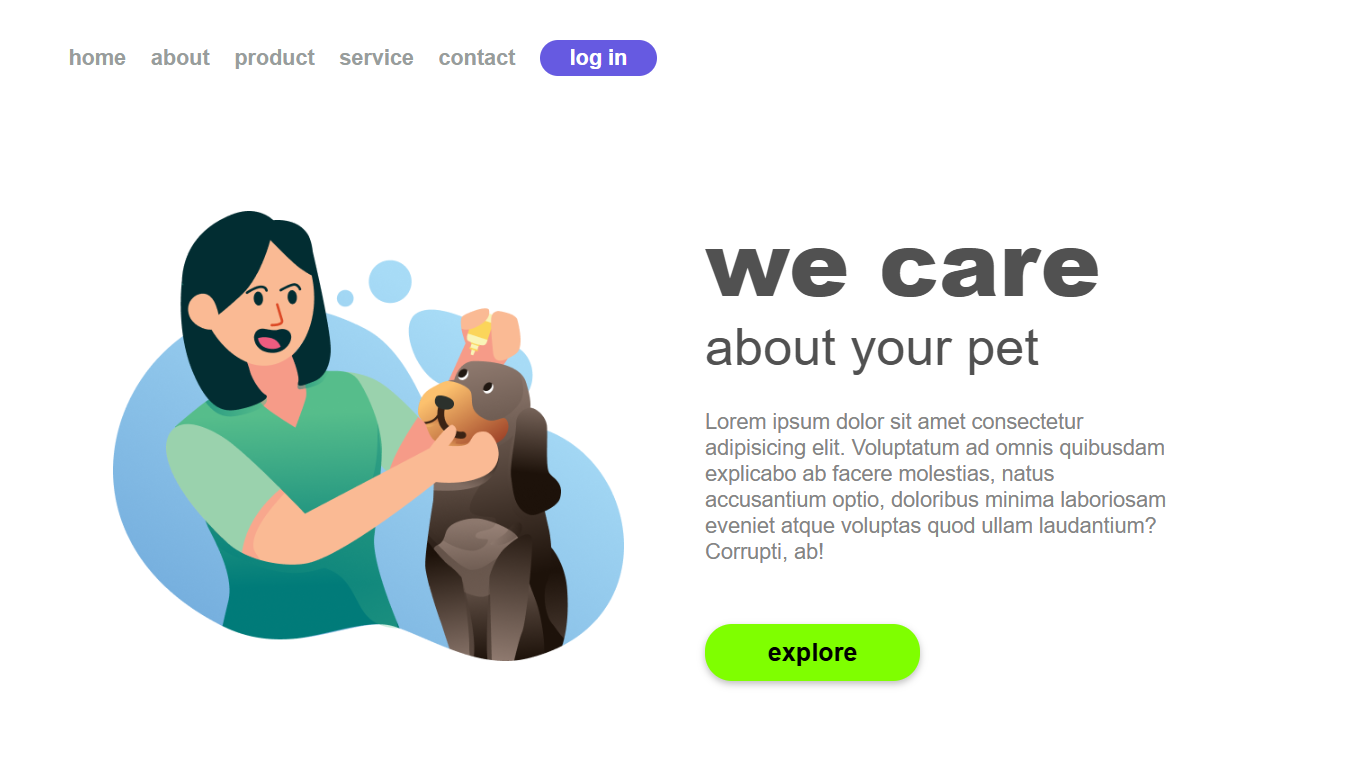 home about product service contact log in
we care
about your pet
Lorem ipsum dolor sit amet consectetur
adipisicing elit. Voluptatum ad omnis quibusdam
explicabo ab facere molestias, natus
accusantium optio, doloribus minima laboriosam
eveniet atque voluptas quod ullam laudantium?
Corrupti, ab!
explore